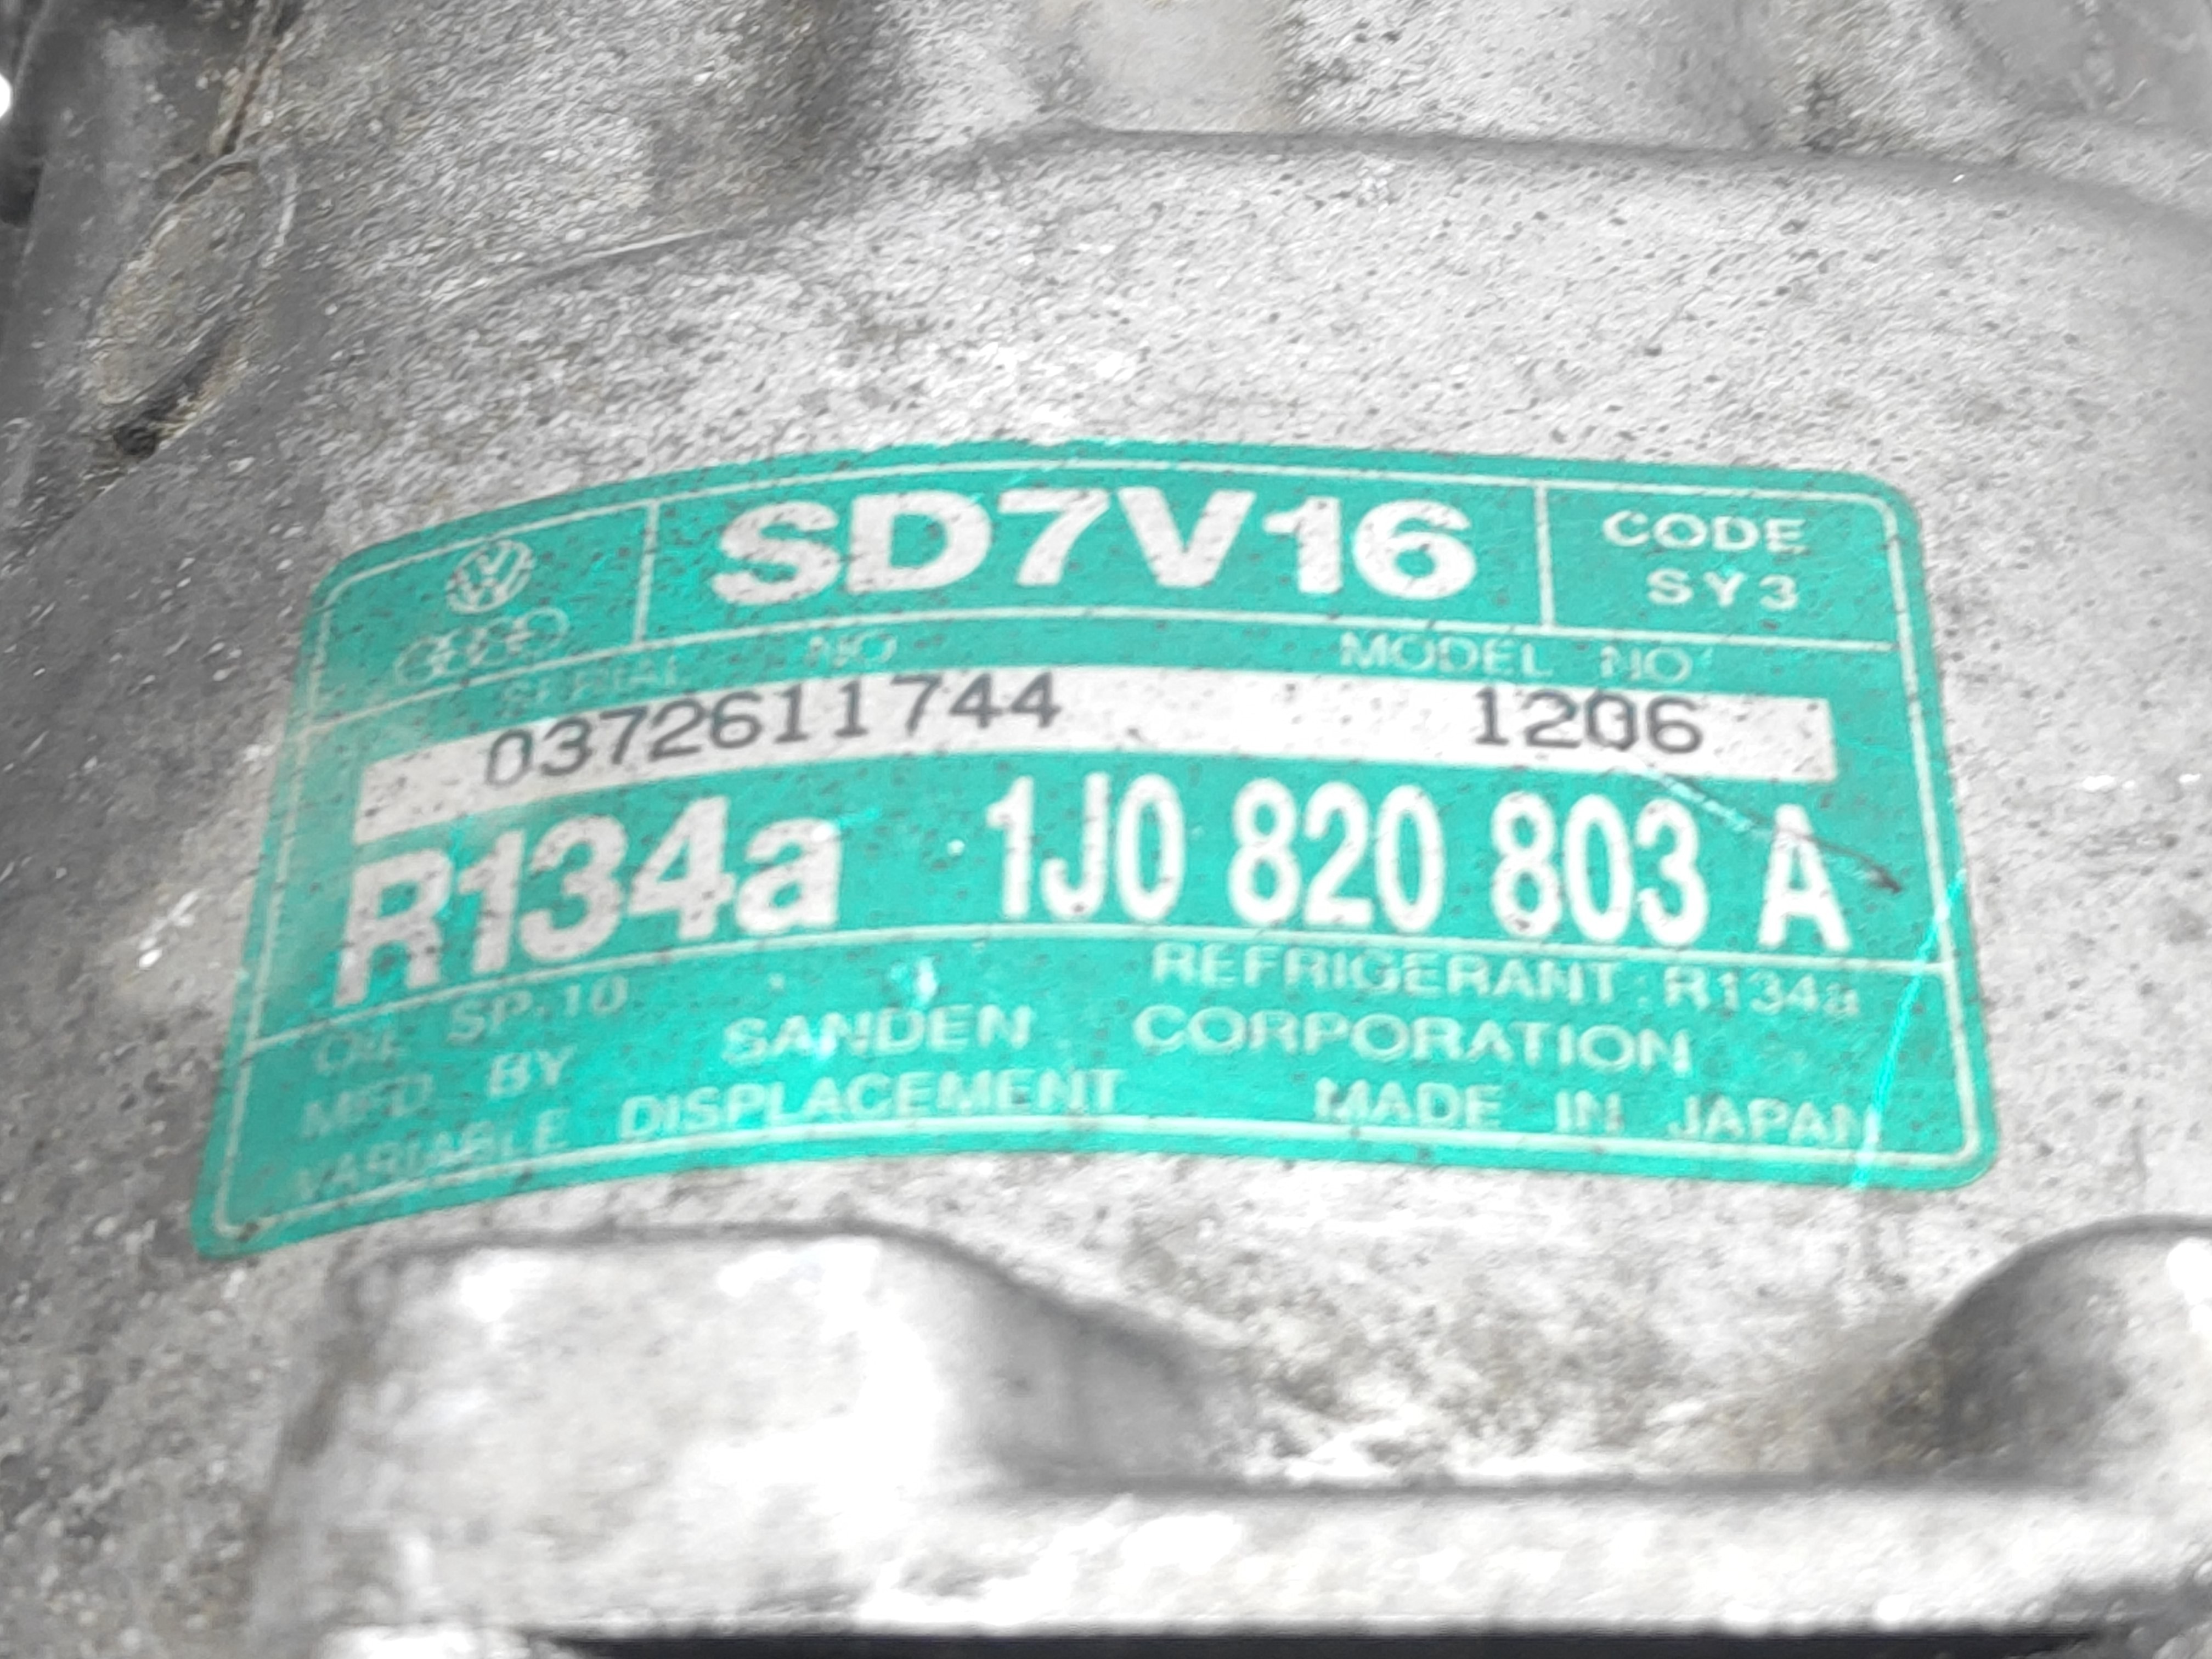 SD7V16
CODE
SY3
SERIAL NO MODEL NO
0372611744 1206
R134a 1J0 820 803 A
OIL SP-10 REFRIGERANT : R134a
MFD BY SANDEN CORPORATION
VARIABLE DISPLACEMENT MADE IN JAPAN